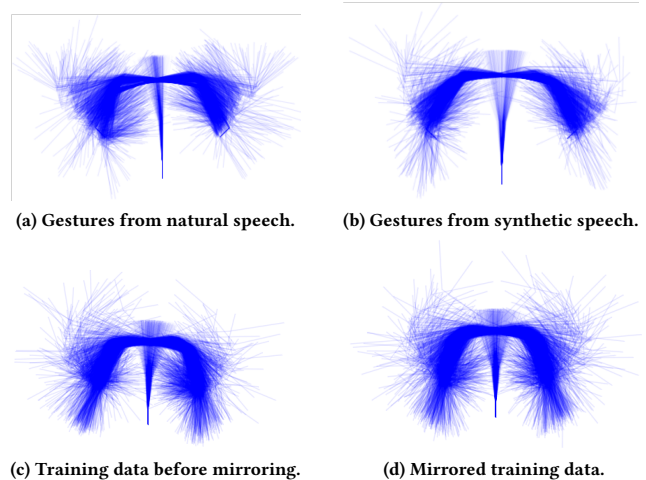 (a) Gestures from natural speech.
(b) Gestures from synthetic speech.
(c) Training data before mirroring.
(d) Mirrored training data.